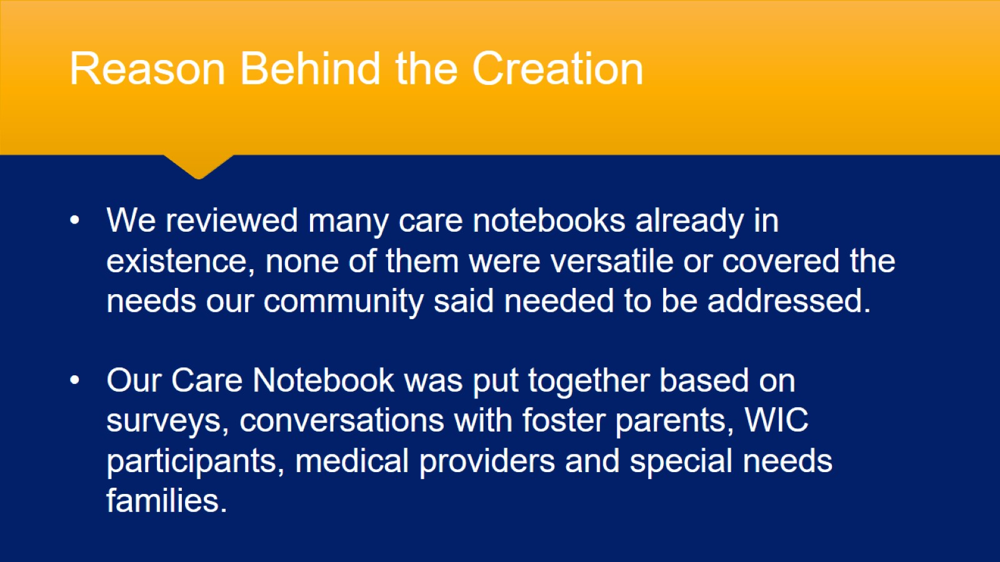 Reason Behind the Creation
• We reviewed many care notebooks already in
existence, none of them were versatile or covered the
needs our community said needed to be addressed.
• Our Care Notebook was put together based on
surveys, conversations with foster parents, WIC
participants, medical providers and special needs
families.